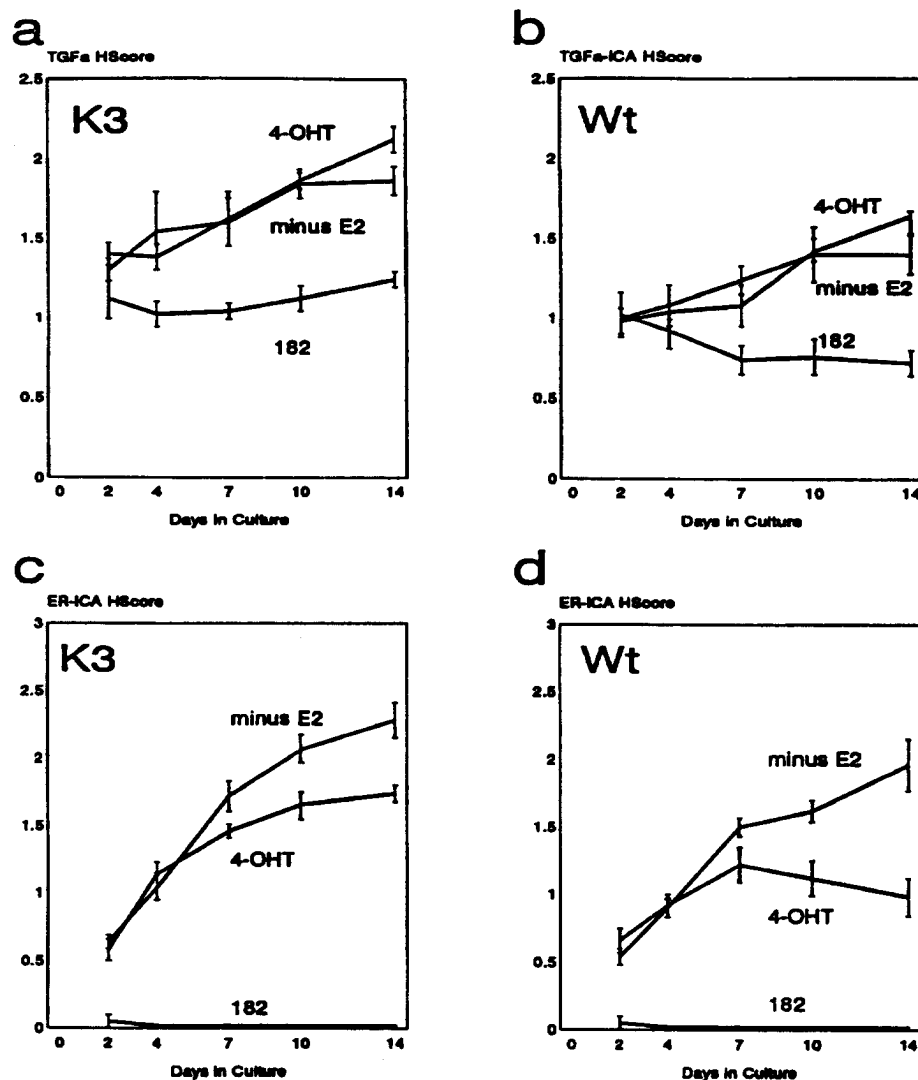 a
TGFa HScore
2.5
2
1.5
1
0.5
0
K3
4-OHT
minus E2
182
0 2 4 7 10 14
Days in Culture
b
TGFa-ICA HScore
2.5
2
1.5
1
0.5
0
Wt
4-OHT
minus E2
182
0 2 4 7 10 14
Days in Culture
c
ER-ICA HScore
3
2.5
2
1.5
1
0.5
0
K3
minus E2
4-OHT
182
0 2 4 7 10 14
Days in Culture
d
ER-ICA HScore
3
2.5
2
1.5
1
0.5
0
Wt
minus E2
4-OHT
182
0 2 4 7 10 14
Days in Culture